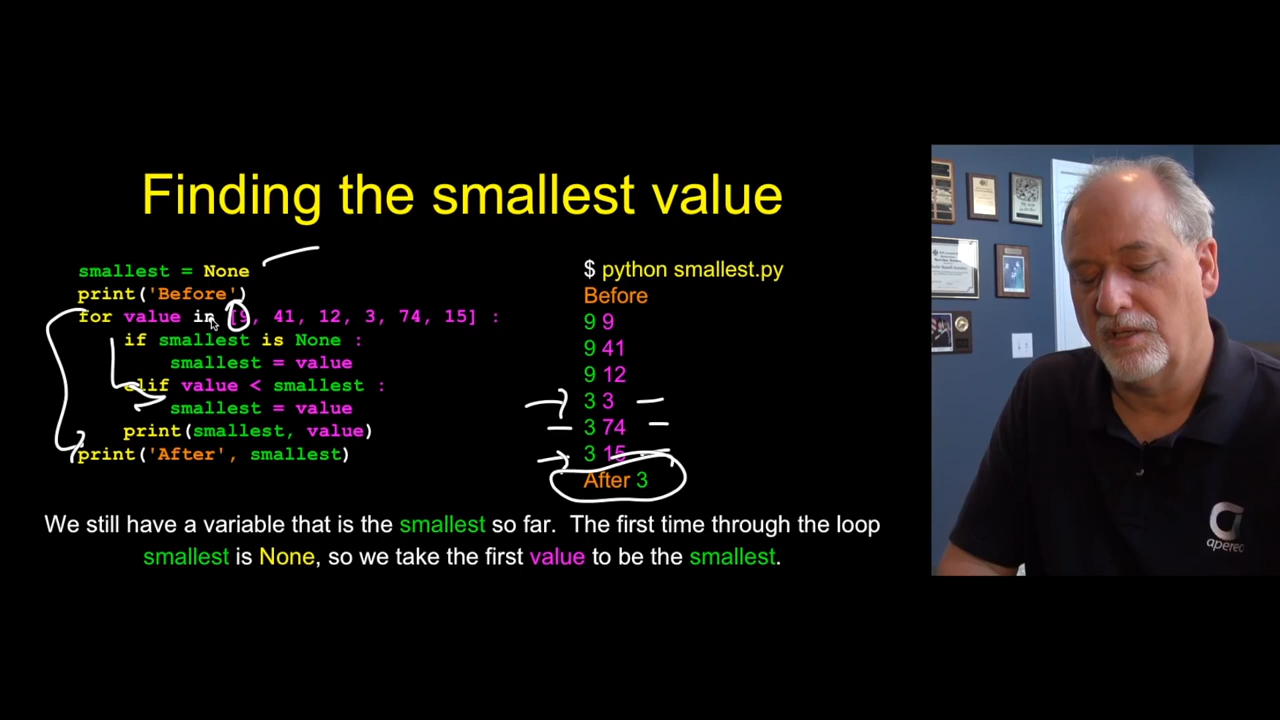 Finding the smallest value
smallest = None
print('Before')
for value in [9, 41, 12, 3, 74, 15] :
    if smallest is None :
        smallest = value
    elif value < smallest :
        smallest = value
    print(smallest, value)
print('After', smallest)
$ python smallest.py
Before
9 9
9 41
9 12
3 3
3 74
3 15
After 3
We still have a variable that is the smallest so far.  The first time through the loop
smallest is None, so we take the first value to be the smallest.
apereo